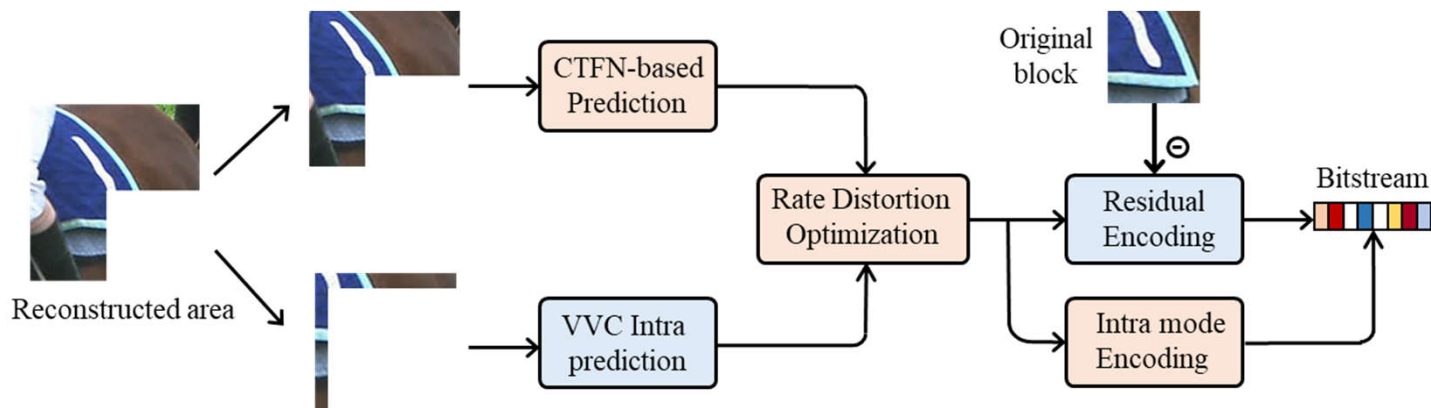 Reconstructed area
CTFN-based
Prediction
VVC Intra
prediction
Rate Distortion
Optimization
Original
block
Residual
Encoding
Intra mode
Encoding
Bitstream